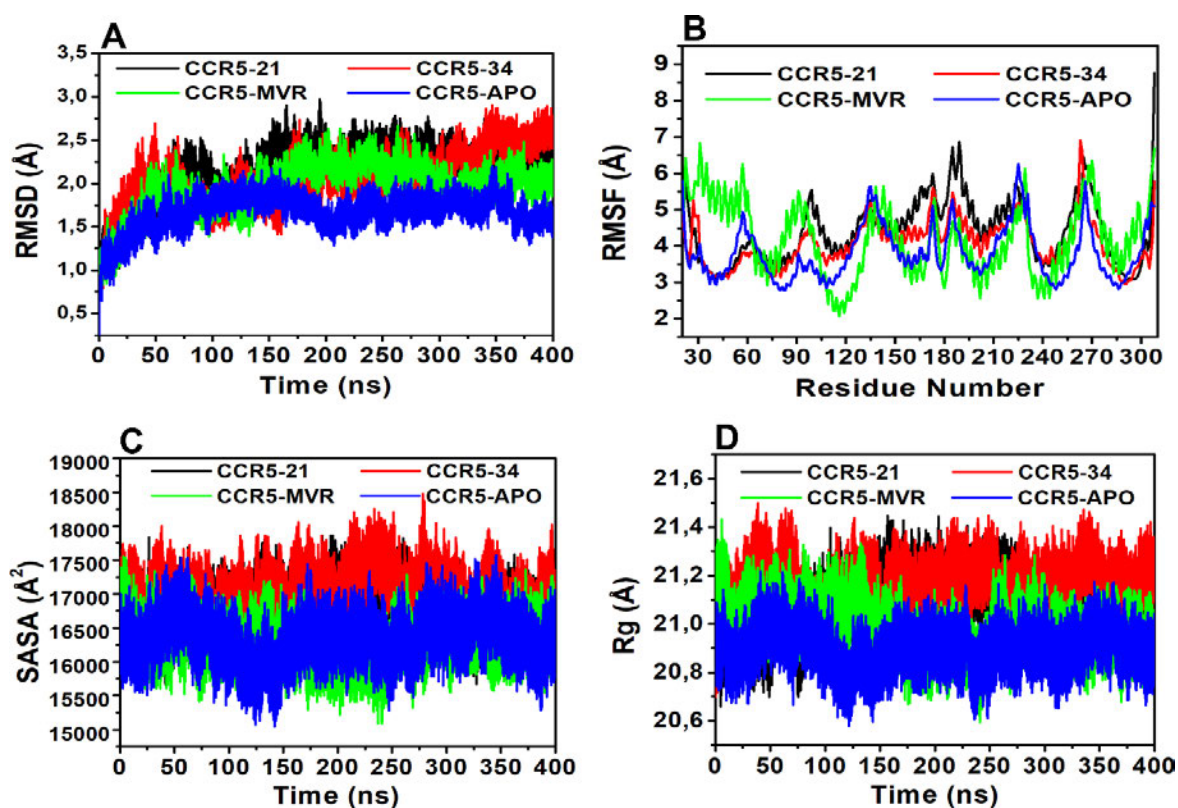 A
RMSD (Å)
3,5
3,0
2,5
2,0
1,5
1,0
0,5
CCR5-21 CCR5-34
CCR5-MVR CCR5-APO
0 50 100 150 200 250 300 350 400
Time (ns)
B
RMSF (Å)
9
8
7
6
5
4
3
2
CCR5-21 CCR5-34
CCR5-MVR CCR5-APO
30 60 90 120 150 180 210 240 270 300
Residue Number
C
SASA (Å²)
19000
18500
18000
17500
17000
16500
16000
15500
15000
CCR5-21 CCR5-34
CCR5-MVR CCR5-APO
0 50 100 150 200 250 300 350 400
Time (ns)
D
Rg (Å)
21,6
21,4
21,2
21,0
20,8
20,6
CCR5-21 CCR5-34
CCR5-MVR CCR5-APO
0 50 100 150 200 250 300 350 400
Time (ns)